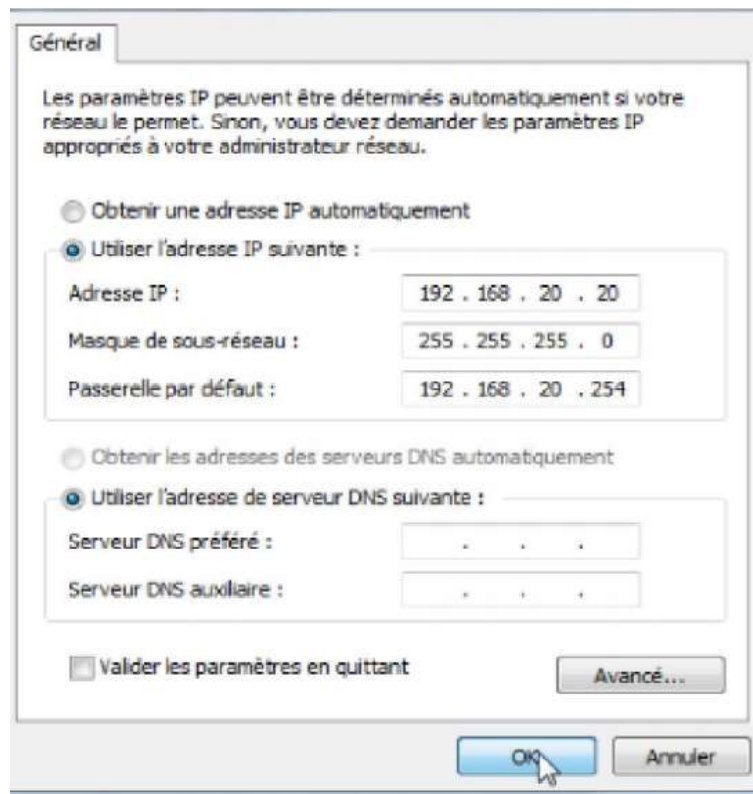 Général
Les paramètres IP peuvent être déterminés automatiquement si votre
réseau le permet. Sinon, vous devez demander les paramètres IP
appropriés à votre administrateur réseau.
Obtenir une adresse IP automatiquement
Utiliser l'adresse IP suivante :
Adresse IP : 192 . 168 . 20 . 20
Masque de sous-réseau : 255 . 255 . 255 . 0
Passerelle par défaut : 192 . 168 . 20 . 254
Obtenir les adresses des serveurs DNS automatiquement
Utiliser l'adresse de serveur DNS suivante :
Serveur DNS préféré : . . .
Serveur DNS auxiliaire : . . .
Valider les paramètres en quittant
Avancé...
OK Annuler